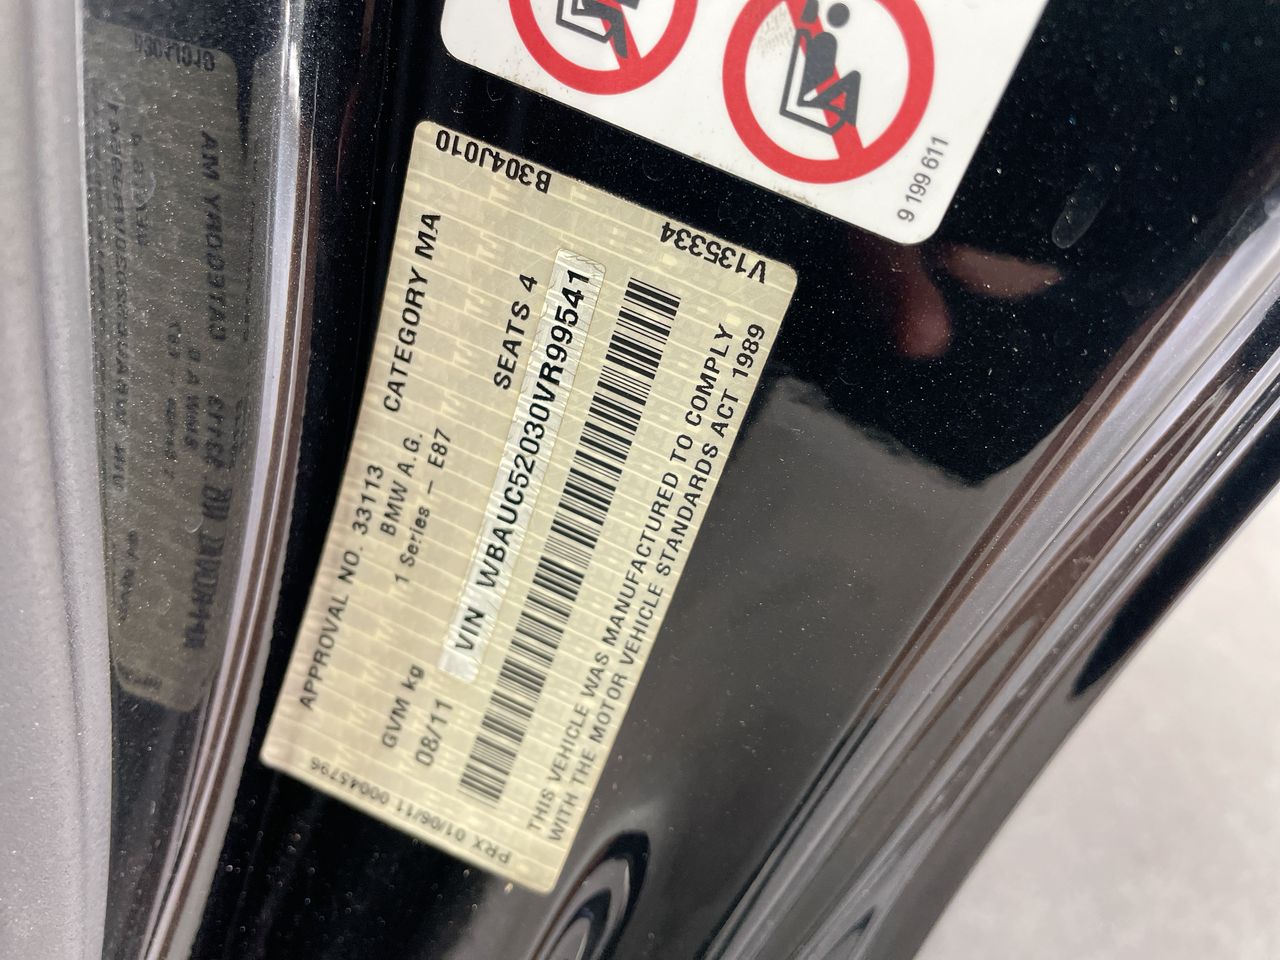 9 199 611
B304J010
V135334
APPROVAL NO. 33113 CATEGORY MA
BMW A.G.
1 Series - E87
GVM kg
SEATS 4
08/11
VIN WBAUC52030VR99541
THIS VEHICLE WAS MANUFACTURED TO COMPLY
WITH THE MOTOR VEHICLE STANDARDS ACT 1989
PRX 01/06/11 00045796